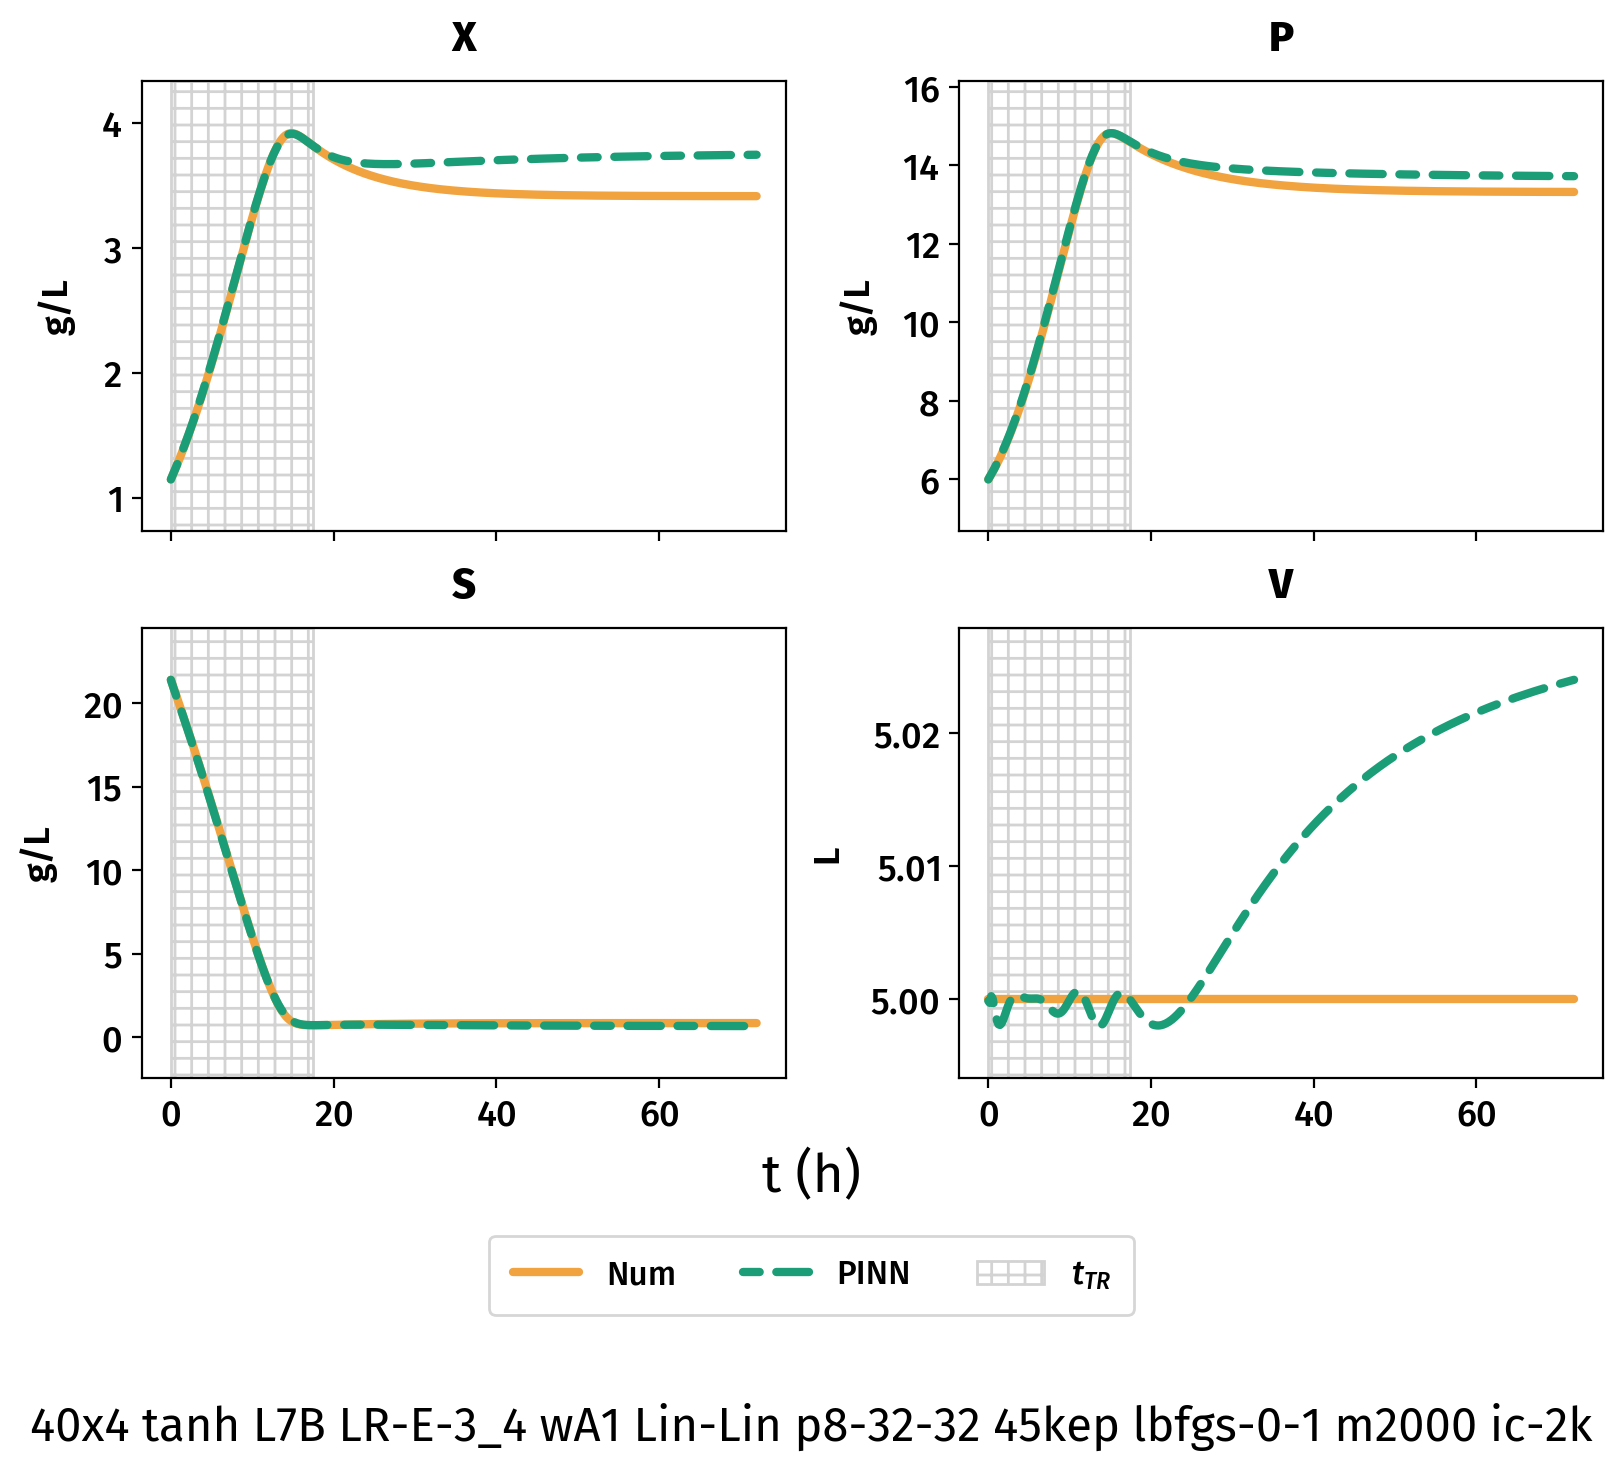 X
4
3
2
1
g/L
P
16
14
12
10
8
6
g/L
S
20
15
10
5
0
g/L
0 20 40 60
V
5.02
5.01
5.00
L
0 20 40 60
t (h)
Num PINN t_TR
40x4 tanh L7B LR-E-3_4 wA1 Lin-Lin p8-32-32 45kep lbfgs-0-1 m2000 ic-2k